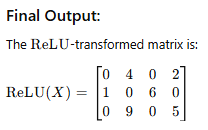 Final Output:
The ReLU-transformed matrix is:
ReLU(X) = [0 4 0 2
1 0 6 0
0 9 0 5]